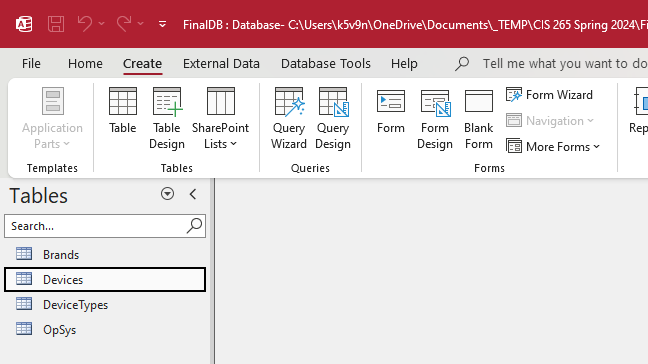 FinalDB : Database- C:\Users\k5v9n\OneDrive\Documents\_TEMP\CIS 265 Spring 2024\Fi
File Home Create External Data Database Tools Help Tell me what you want to do
Application Parts
Table
Table Design
SharePoint Lists
Query Wizard
Query Design
Form
Form Design
Blank Form
Form Wizard
Navigation
More Forms
Rep
Templates Tables Queries Forms
Tables
Search...
Brands
Devices
DeviceTypes
OpSys